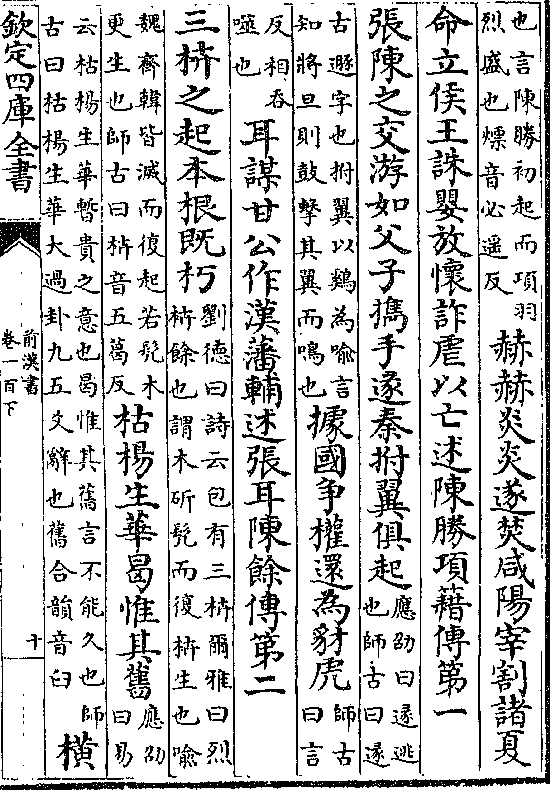 也言陳勝初起而項羽
烈盛也熛音必遥反
赫赫炎炎遂焚咸陽宰割諸夏
命立侯王誅嬰放懷詐虐以亡述陳勝項籍傳第一
張陳之交游如父子擕手遂秦拊翼俱起
應劭曰遂逃
也師古曰遂
古遯字也拊翼以鷄為喻言
知將旦則鼓擊其翼而鳴也
據國争權還為豺虎
師古
曰言
反相吞
噬也
耳謀甘公作漢藩輔述張耳陳餘傳第二
三枿之起本根既朽
劉德曰詩云包有三枿爾雅曰烈
枿餘也謂木斫髠而復枿生也喻
魏齊韓皆滅而復起若髠木
更生也師古曰枿音五葛反
枯楊生華曷惟其舊
應劭
曰易
云枯楊生華暫貴之意也曷惟其舊言不能久也師
古曰枯楊生華大過卦九五爻辭也舊合韻音臼
橫
欽定四庫全書
前漢書
卷一百下
十